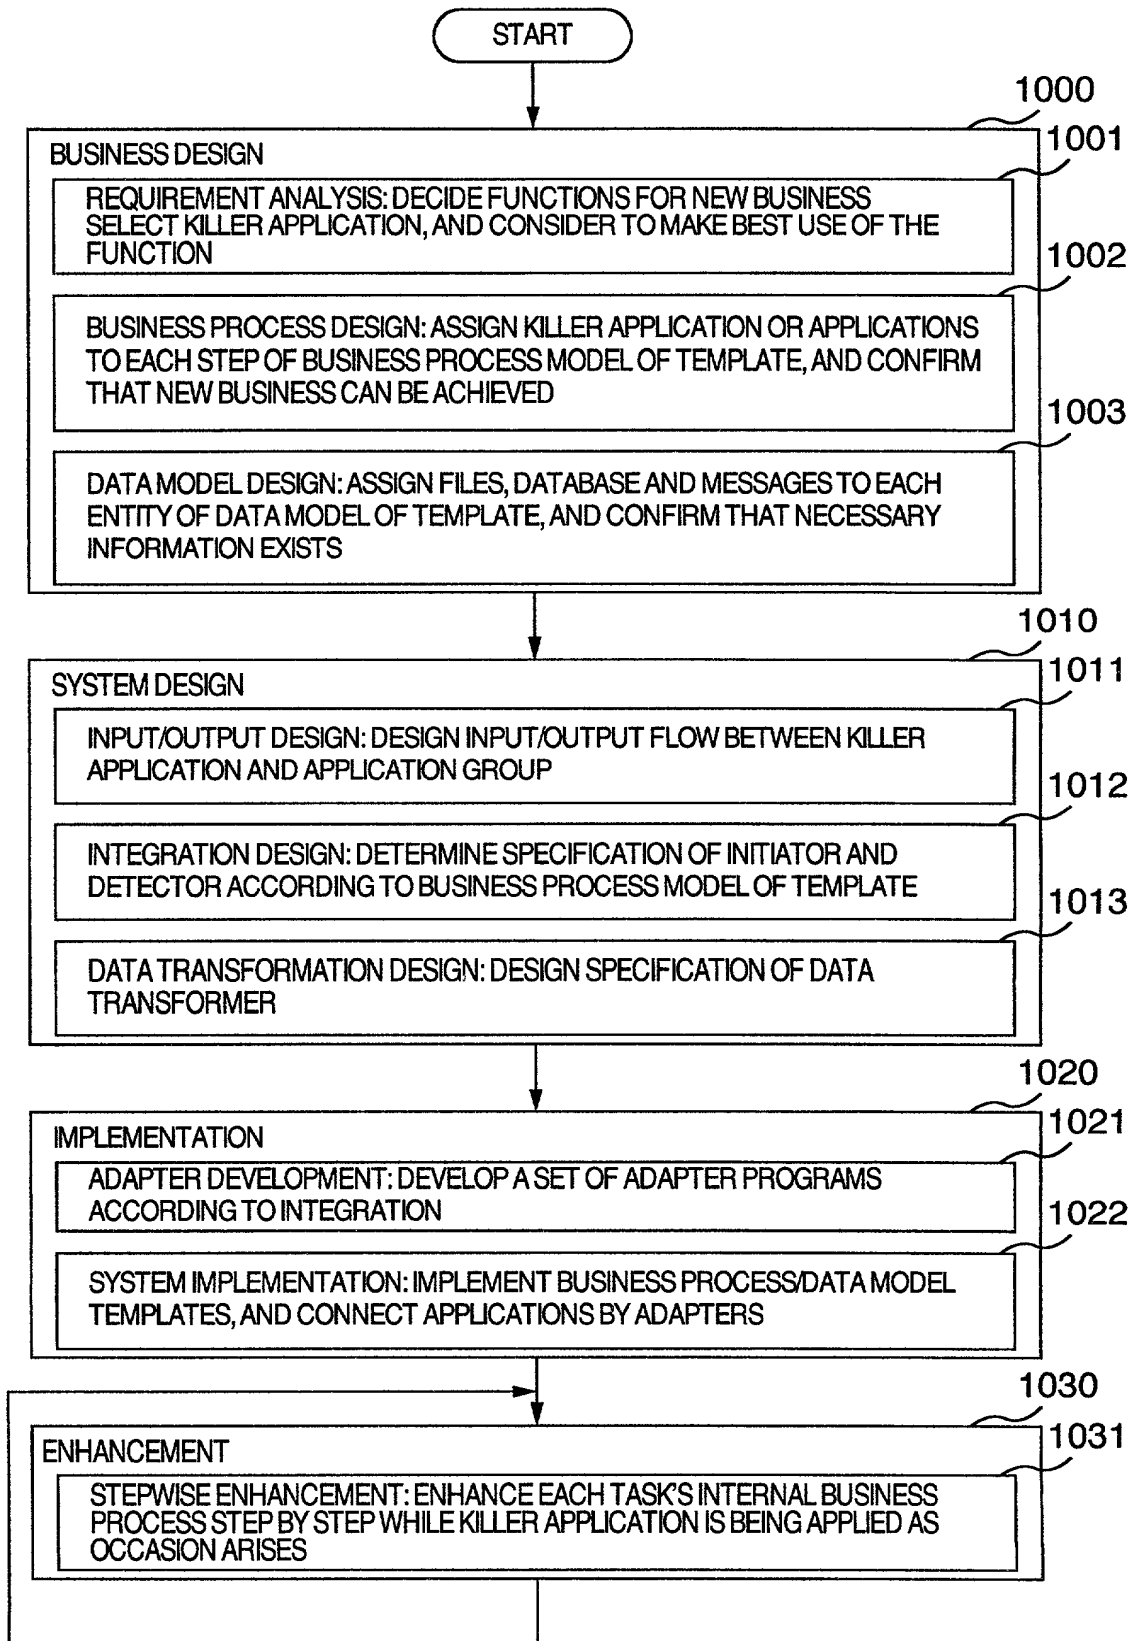 START
1000
BUSINESS DESIGN
1001
REQUIREMENT ANALYSIS: DECIDE FUNCTIONS FOR NEW BUSINESS
SELECT KILLER APPLICATION, AND CONSIDER TO MAKE BEST USE OF THE
FUNCTION
1002
BUSINESS PROCESS DESIGN: ASSIGN KILLER APPLICATION OR APPLICATIONS
TO EACH STEP OF BUSINESS PROCESS MODEL OF TEMPLATE, AND CONFIRM
THAT NEW BUSINESS CAN BE ACHIEVED
1003
DATA MODEL DESIGN: ASSIGN FILES, DATABASE AND MESSAGES TO EACH
ENTITY OF DATA MODEL OF TEMPLATE, AND CONFIRM THAT NECESSARY
INFORMATION EXISTS
1010
SYSTEM DESIGN
1011
INPUT/OUTPUT DESIGN: DESIGN INPUT/OUTPUT FLOW BETWEEN KILLER
APPLICATION AND APPLICATION GROUP
1012
INTEGRATION DESIGN: DETERMINE SPECIFICATION OF INITIATOR AND
DETECTOR ACCORDING TO BUSINESS PROCESS MODEL OF TEMPLATE
1013
DATA TRANSFORMATION DESIGN: DESIGN SPECIFICATION OF DATA
TRANSFORMER
1020
IMPLEMENTATION
1021
ADAPTER DEVELOPMENT: DEVELOP A SET OF ADAPTER PROGRAMS
ACCORDING TO INTEGRATION
1022
SYSTEM IMPLEMENTATION: IMPLEMENT BUSINESS PROCESS/DATA MODEL
TEMPLATES, AND CONNECT APPLICATIONS BY ADAPTERS
1030
ENHANCEMENT
1031
STEPWISE ENHANCEMENT: ENHANCE EACH TASK'S INTERNAL BUSINESS
PROCESS STEP BY STEP WHILE KILLER APPLICATION IS BEING APPLIED AS
OCCASION ARISES